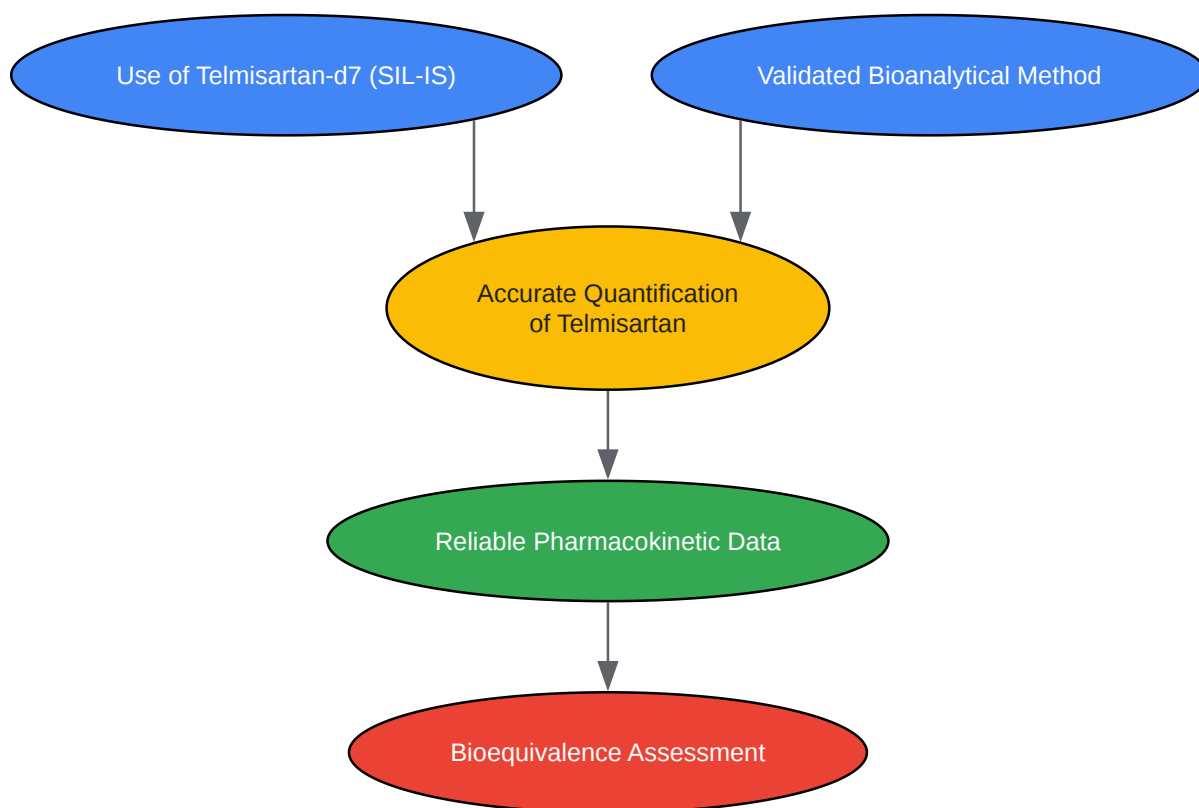 Use of Telmisartan-d7 (SIL-IS)
Validated Bioanalytical Method
Accurate Quantification
of Telmisartan
Reliable Pharmacokinetic Data
Bioequivalence Assessment